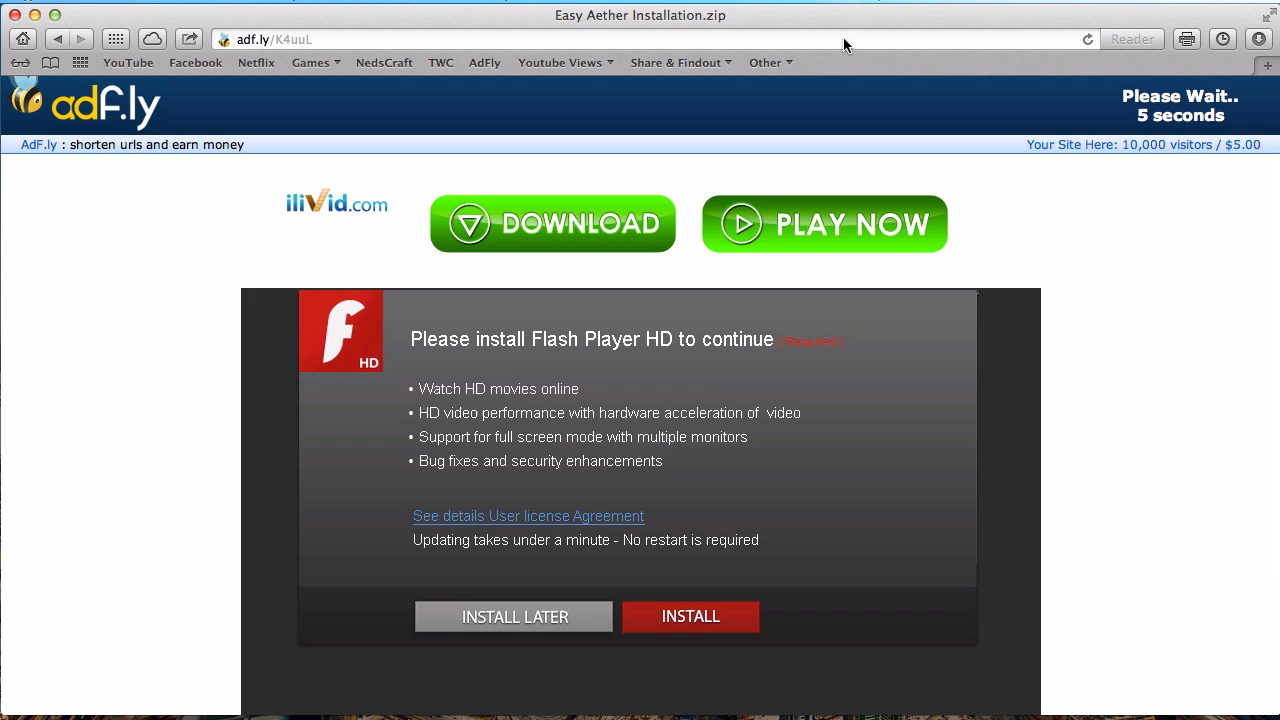 Easy Aether Installation.zip
adf.ly/K4uuL
Reader
YouTube Facebook Netflix Games NedsCraft TWC AdFly Youtube Views Share & Findout Other
adf.ly
Please Wait..
5 seconds
AdF.ly : shorten urls and earn money
Your Site Here: 10,000 visitors / $5.00
iliVid.com
DOWNLOAD
PLAY NOW
HD
Please install Flash Player HD to continue (Required)
• Watch HD movies online
• HD video performance with hardware acceleration of video
• Support for full screen mode with multiple monitors
• Bug fixes and security enhancements
See details User license Agreement
Updating takes under a minute - No restart is required
INSTALL LATER
INSTALL